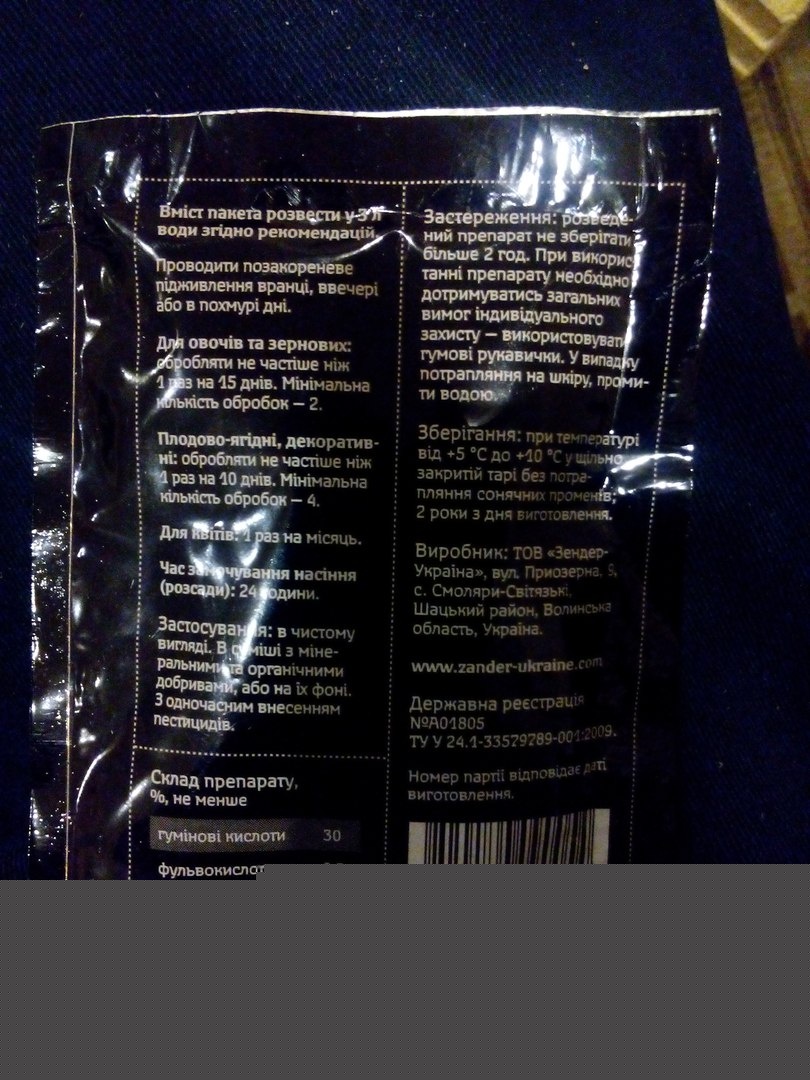 Вміст пакета розвести у 3 л
води згідно рекомендацій.
Проводити позакореневе
підживлення вранці, ввечері
або в похмурі дні.
Для овочів та зернових:
обробляти не частіше ніж
1 раз на 15 днів. Мінімальна
кількість обробок — 2.
Плодово-ягідні, декоратив-
ні: обробляти не частіше ніж
1 раз на 10 днів. Мінімальна
кількість обробок — 4.
Для квітів: 1 раз на місяць.
Час замочування насіння
(розсади): 24 години.
Застосування: в чистому
вигляді. В суміші з міне-
ральними та органічними
добривами, або на їх фоні.
З одночасним внесенням
пестицидів.
Склад препарату,
%, не менше
гумінові кислоти 30
фульвокислот
Застереження: розведе-
ний препарат не зберігати
більше 2 год. При викорис-
танні препарату необхідно
дотримуватись загальних
вимог індивідуального
захисту — використовувати
гумові рукавички. У випадку
потрапляння на шкіру, проми-
ти водою.
Зберігання: при температурі
від +5 °C до +10 °C у щільно
закритій тарі без потра-
пляння сонячних променів;
2 роки з дня виготовлення.
Виробник: ТОВ «Зендер-
Україна», вул. Приозерна, 9,
с. Смоляри-Світязькі,
Шацький район, Волинська
область, Україна.
www.zander-ukraine.com
Державна реєстрація
№А01805
ТУ У 24.1-33579789-001:2009.
Номер партії відповідає даті
виготовлення.